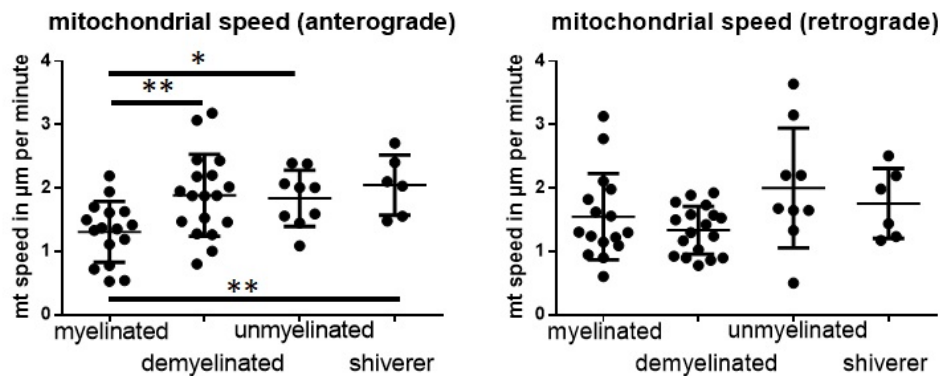 mitochondrial speed (anterograde)
mt speed in µm per minute
4
3
2
1
0
*
**
**
myelinated
demyelinated
unmyelinated
shiverer
mitochondrial speed (retrograde)
mt speed in µm per minute
4
3
2
1
0
myelinated
demyelinated
unmyelinated
shiverer